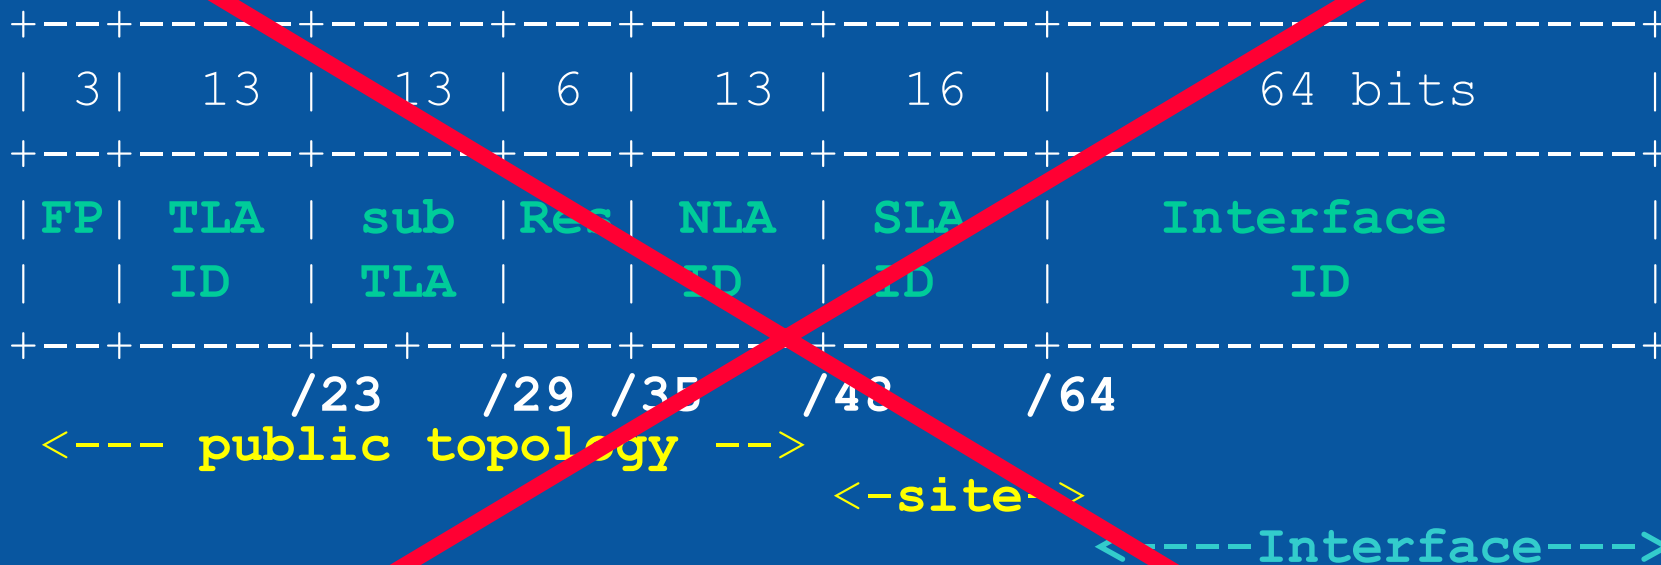 +--+-----+-----+---+-----+------+------------------+
| 3| 13 | 13 | 6 | 13 | 16 | 64 bits |
+--+-----+-----+---+-----+------+------------------+
|FP| TLA | sub |Res| NLA | SLA | Interface |
| | ID | TLA | | ID | ID | ID |
+--+-----+--+--+---+-----+------+------------------+
/23 /29 /35 /48 /64
<--- public topology -->
<-site->
<----Interface--->